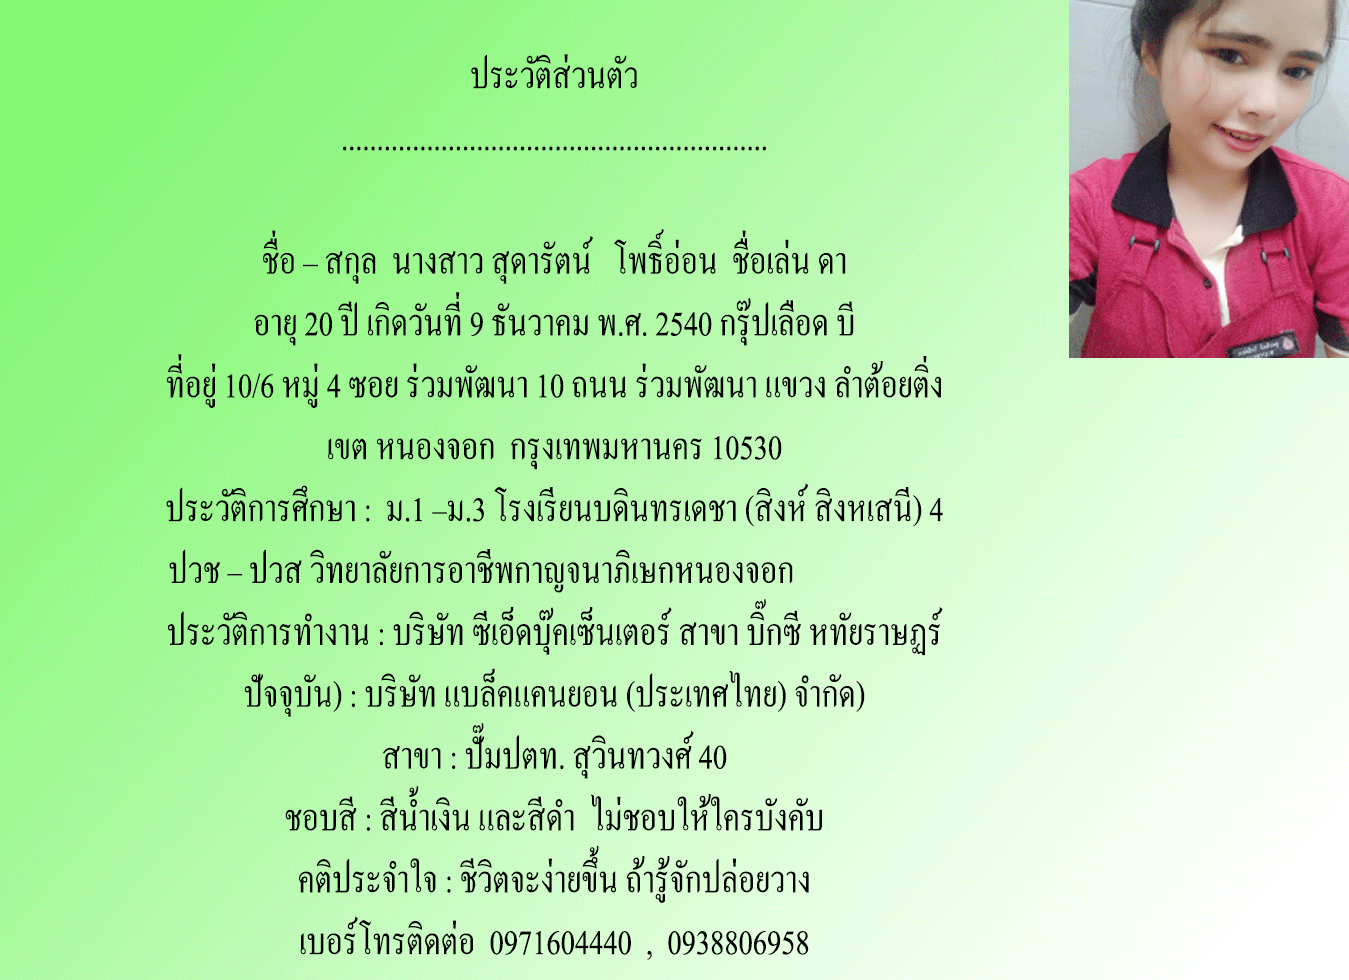 ประวัติส่วนตัว
............................................................
ชื่อ – สกุล นางสาว สุดารัตน์ โพธิ์อ่อน ชื่อเล่น ดา
อายุ 20 ปี เกิดวันที่ 9 ธันวาคม พ.ศ. 2540 กรุ๊ปเลือด บี
ที่อยู่ 10/6 หมู่ 4 ซอย ร่วมพัฒนา 10 ถนน ร่วมพัฒนา แขวง ลำต้อยติ่ง
เขต หนองจอก กรุงเทพมหานคร 10530
ประวัติการศึกษา : ม.1 –ม.3 โรงเรียนบดินทรเดชา (สิงห์ สิงหเสนี) 4
ปวช – ปวส วิทยาลัยการอาชีพกาญจนาภิเษกหนองจอก
ประวัติการทำงาน : บริษัท ซีเอ็ดบุ๊คเซ็นเตอร์ สาขา บิ๊กซี หทัยราษฏร์
ปัจจุบัน) : บริษัท แบล็คแคนยอน (ประเทศไทย) จำกัด)
สาขา : ปั๊มปตท. สุวินทวงศ์ 40
ชอบสี : สีน้ำเงิน และสีดำ ไม่ชอบให้ใครบังคับ
คติประจำใจ : ชีวิตจะง่ายขึ้น ถ้ารู้จักปล่อยวาง
เบอร์โทรติดต่อ 0971604440 , 0938806958